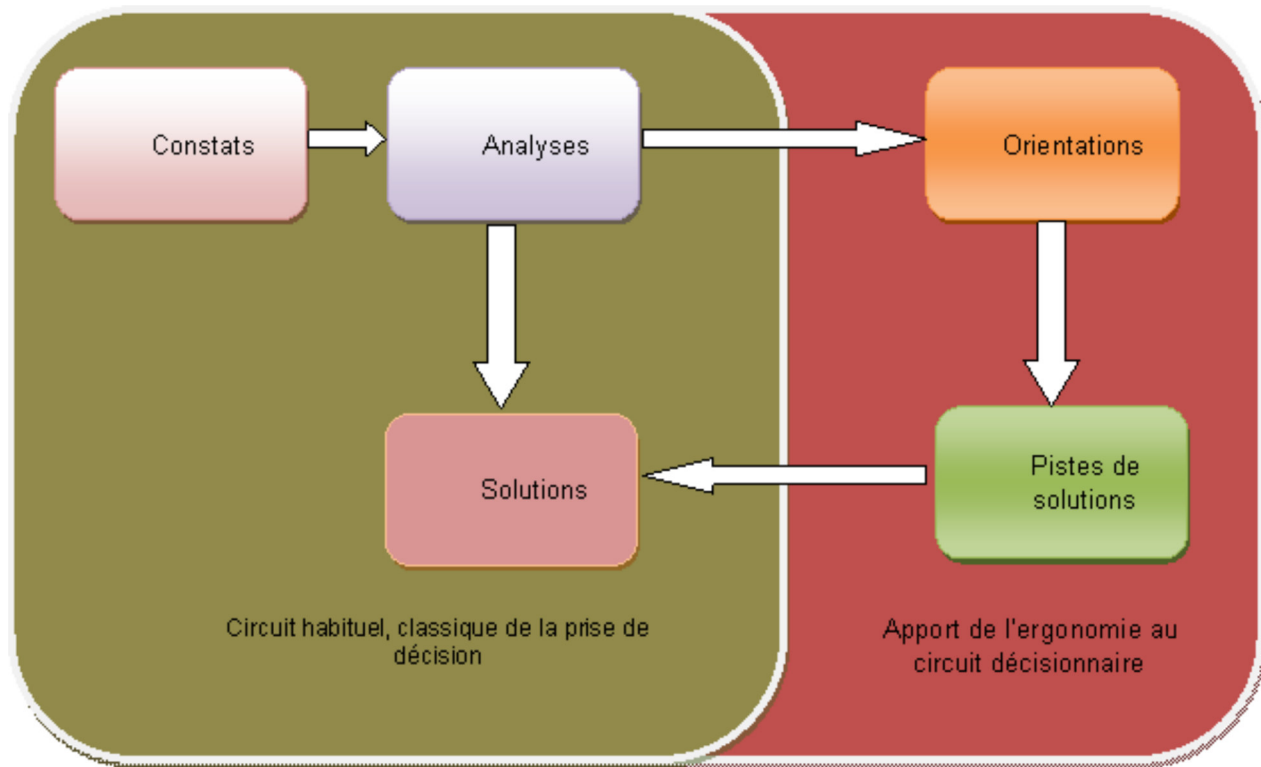 Constats
Analyses
Orientations
Solutions
Pistes de
solutions
Circuit habituel, classique de la prise de
décision
Apport de l'ergonomie au
circuit décisionnaire